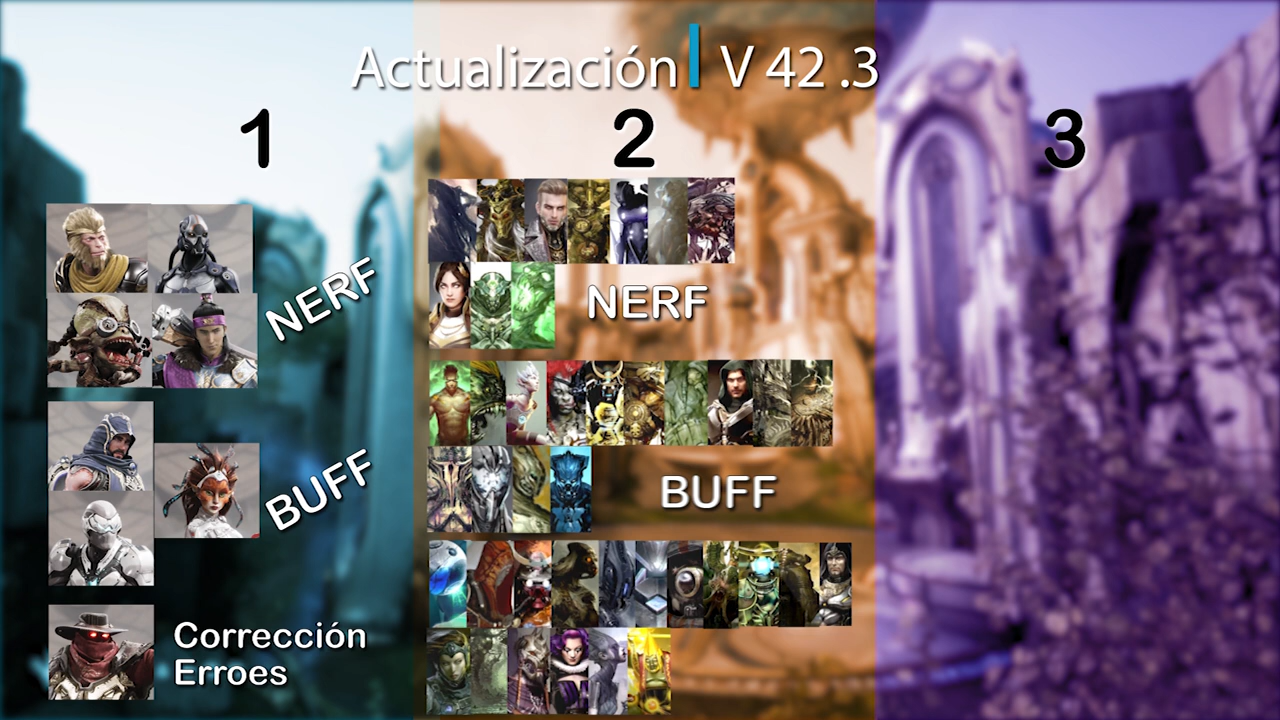 Actualización V 42 .3
1
2
3
NERF
BUFF
Corrección
Erroes
NERF
BUFF